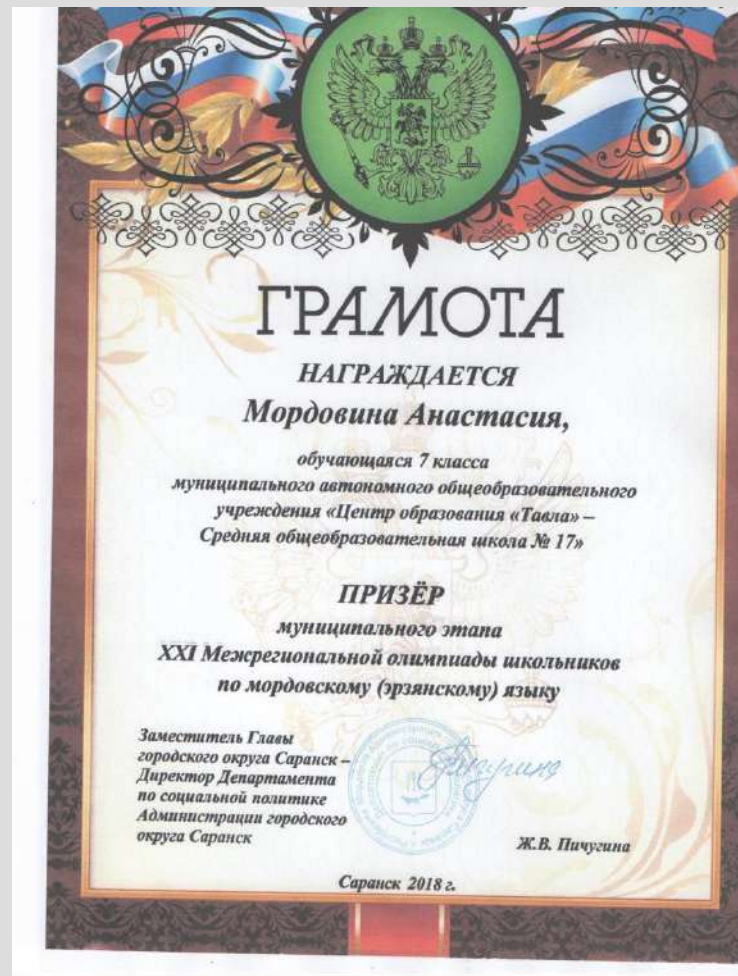 ГРАМОТА
НАГРАЖДАЕТСЯ
Мордовина Анастасия,
обучающаяся 7 класса
муниципального автономного общеобразовательного
учреждения «Центр образования «Тавла» –
Средняя общеобразовательная школа № 17»
ПРИЗЁР
муниципального этапа
XXI Межрегиональной олимпиады школьников
по мордовскому (эрзянскому) языку
Заместитель Главы
городского округа Саранск –
Директор Департамента
по социальной политике
Администрации городского
округа Саранск
Ж.В. Пичугина
Саранск 2018 г.